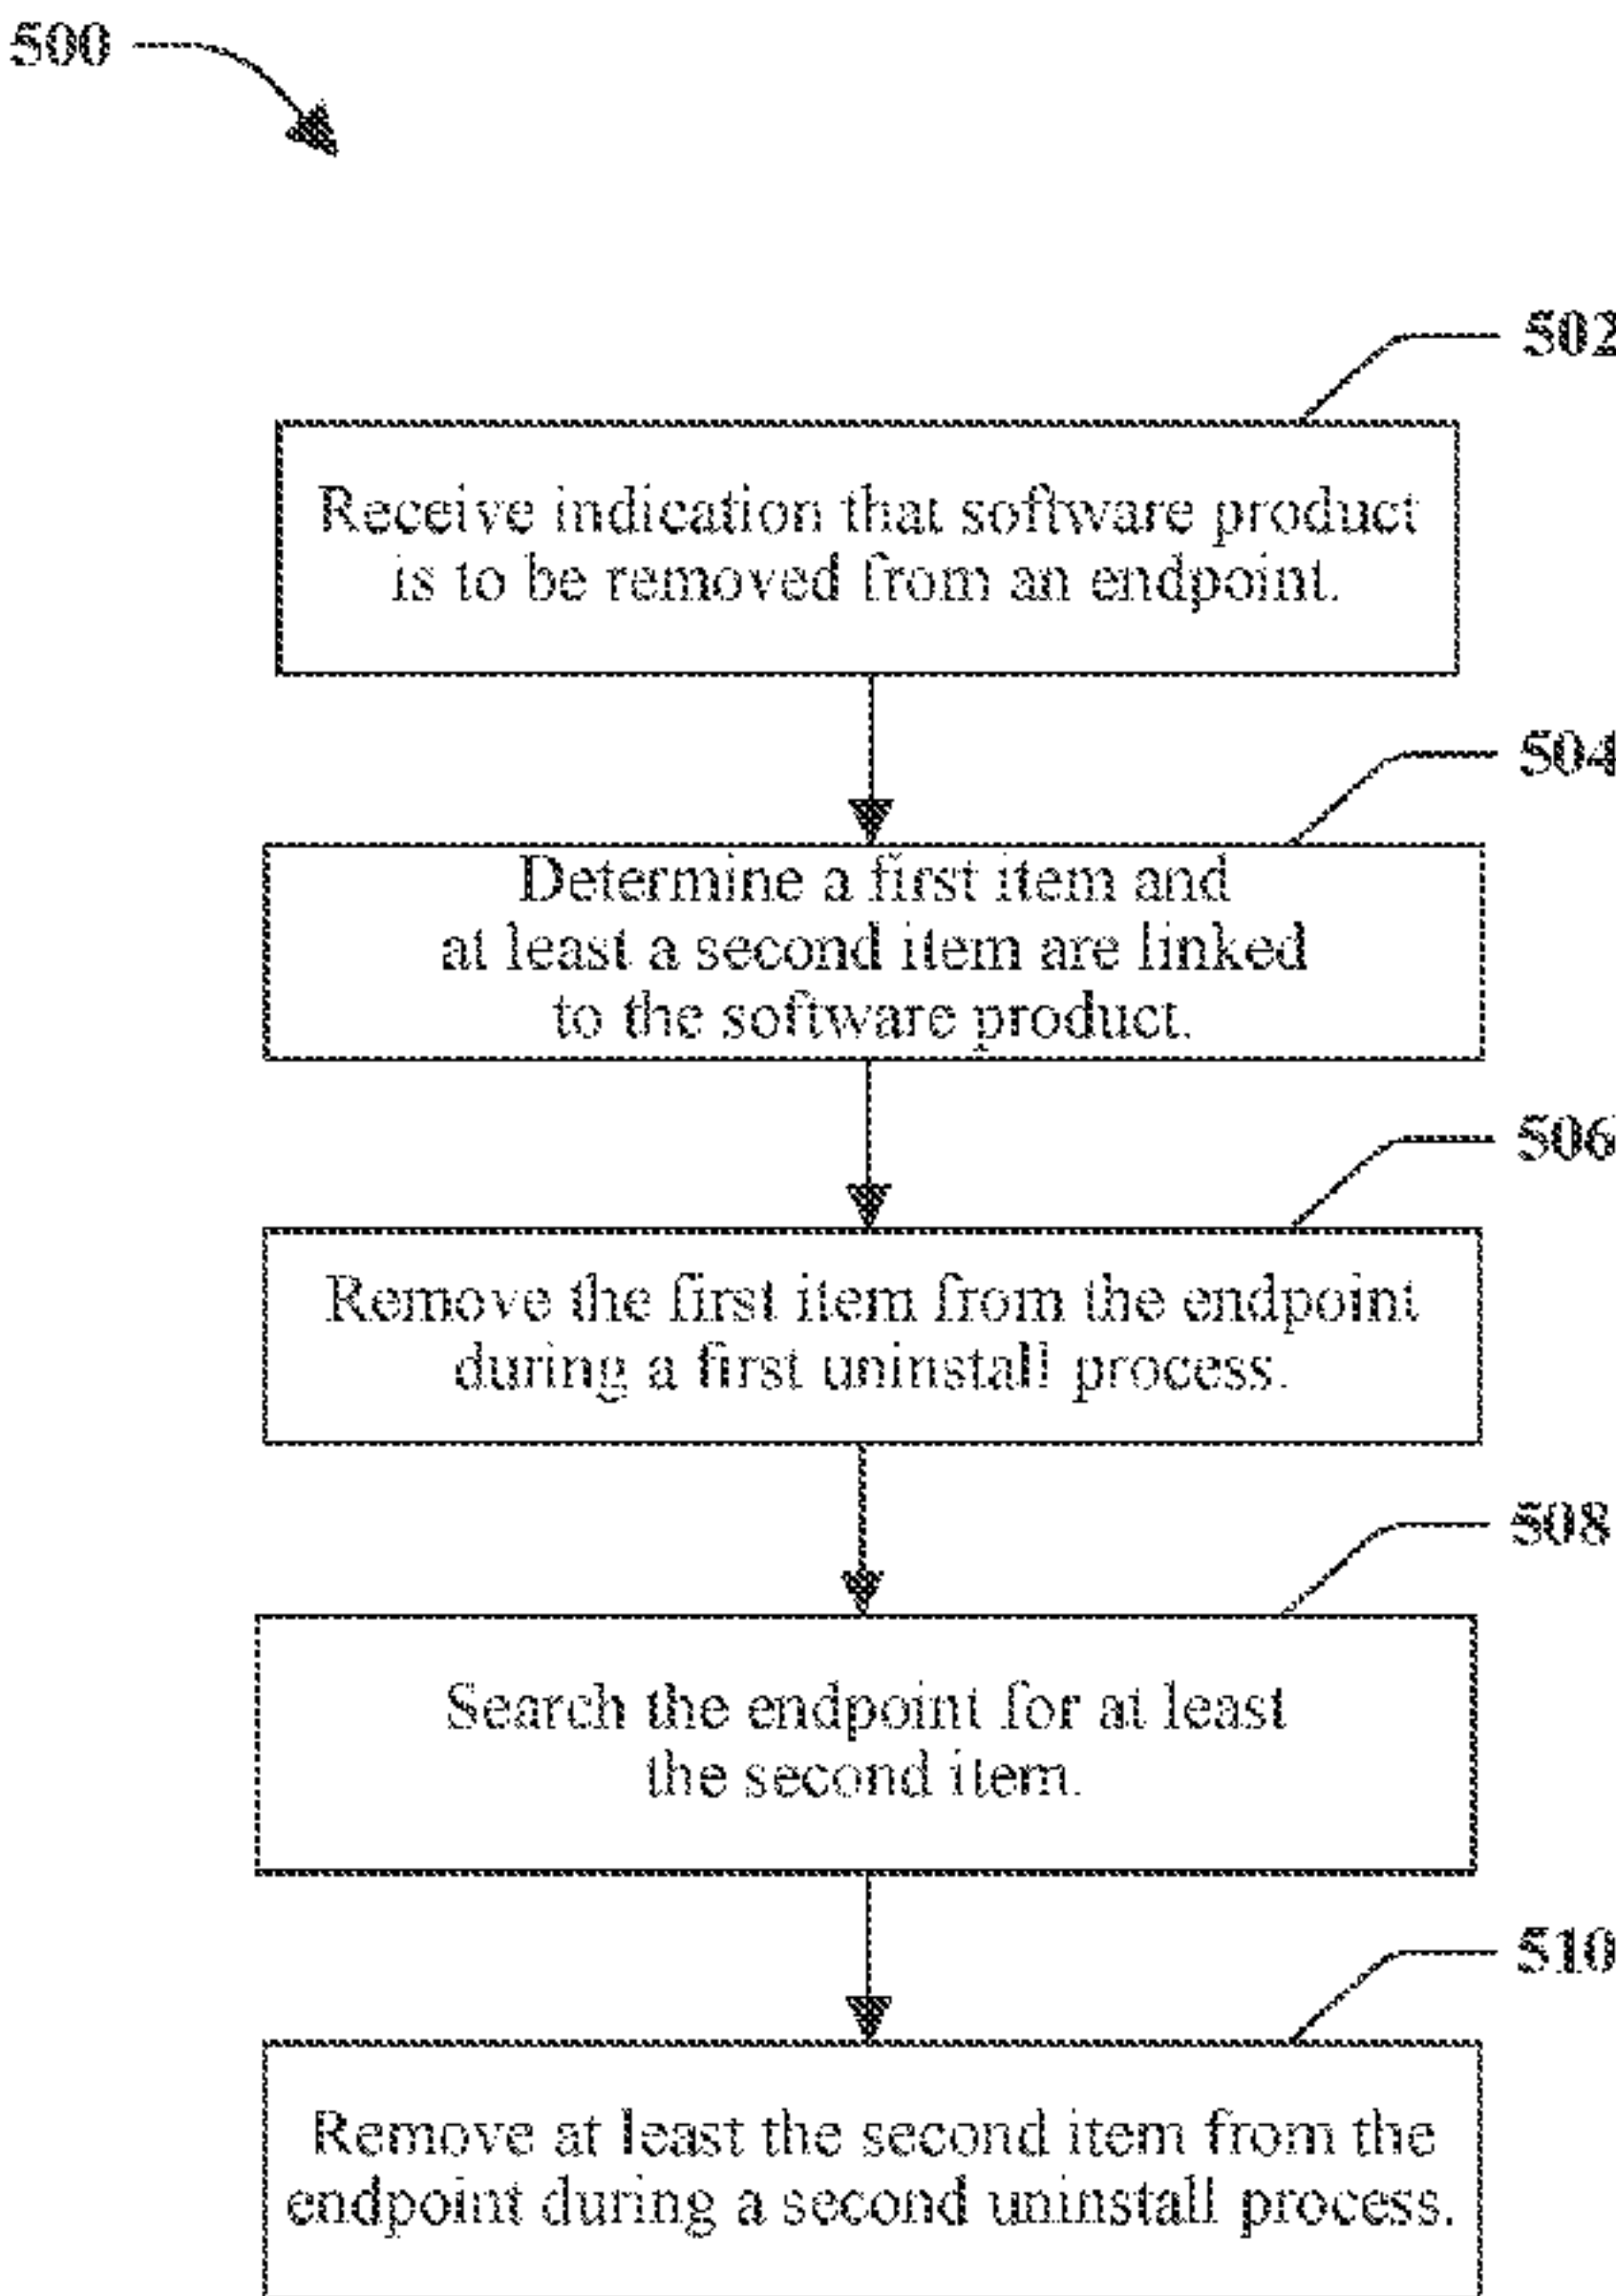 500
502
Receive indication that software product
is to be removed from an endpoint.
504
Determine a first item and
at least a second item are linked
to the software product.
506
Remove the first item from the endpoint
during a first uninstall process.
508
Search the endpoint for at least
the second item.
510
Remove at least the second item from the
endpoint during a second uninstall process.